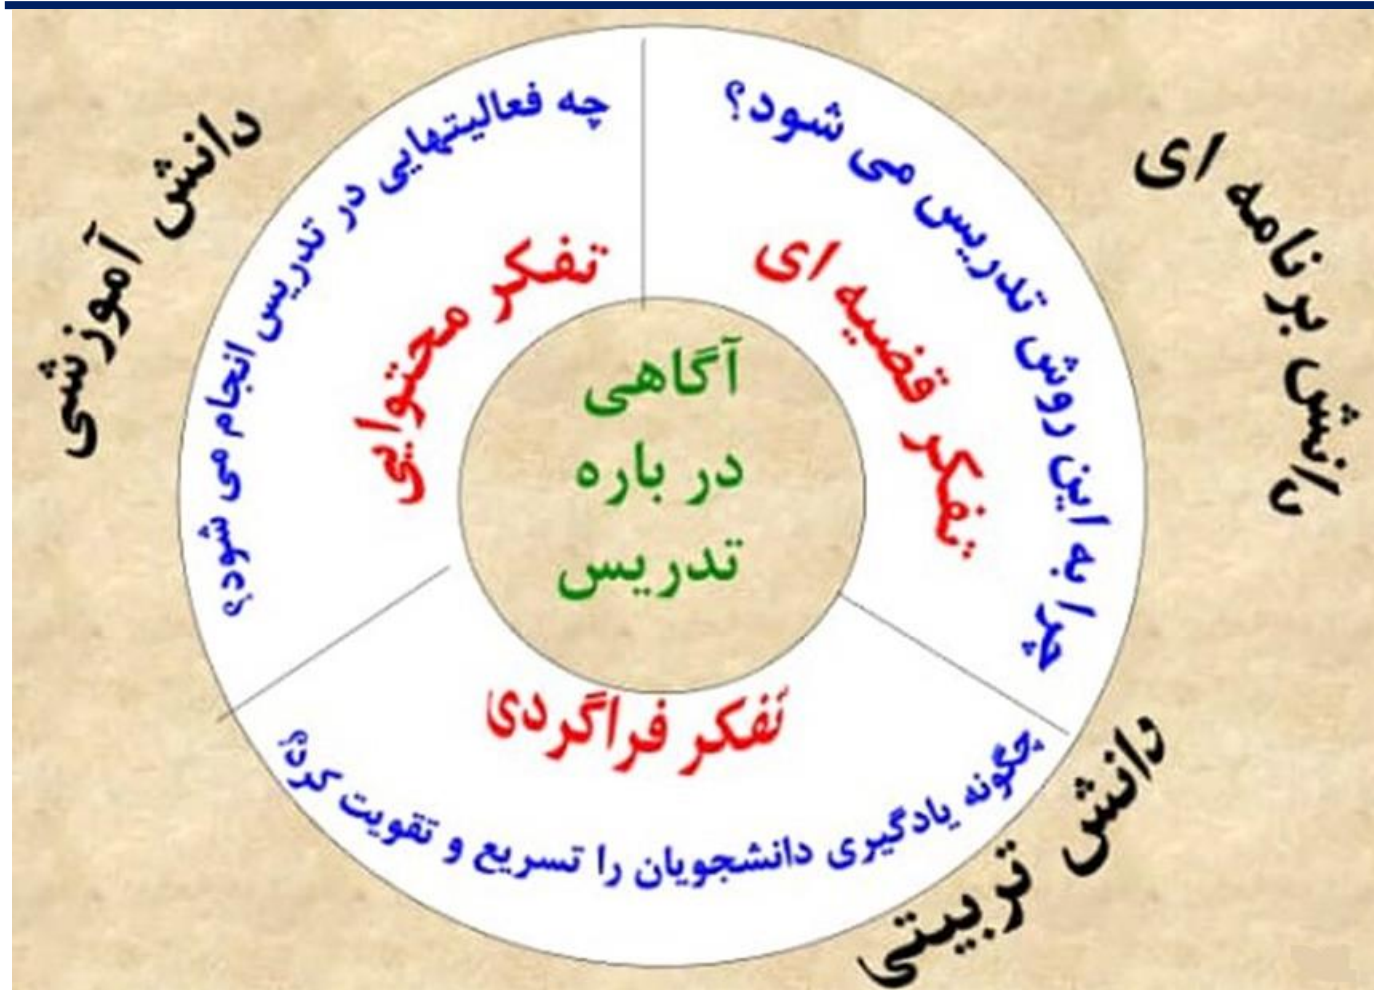 دانش برنامه ای
دانش آموزشی
دانش تربیتی
چرا به این روش تدریس می شود؟
تفکر قضیه ای
چه فعالیتهایی در تدریس انجام می شود؟
تفکر محتوایی
آگاهی
در باره
تدریس
تفکر فراگردی
چگونه یادگیری دانشجویان را تسریع و تقویت کرد؟